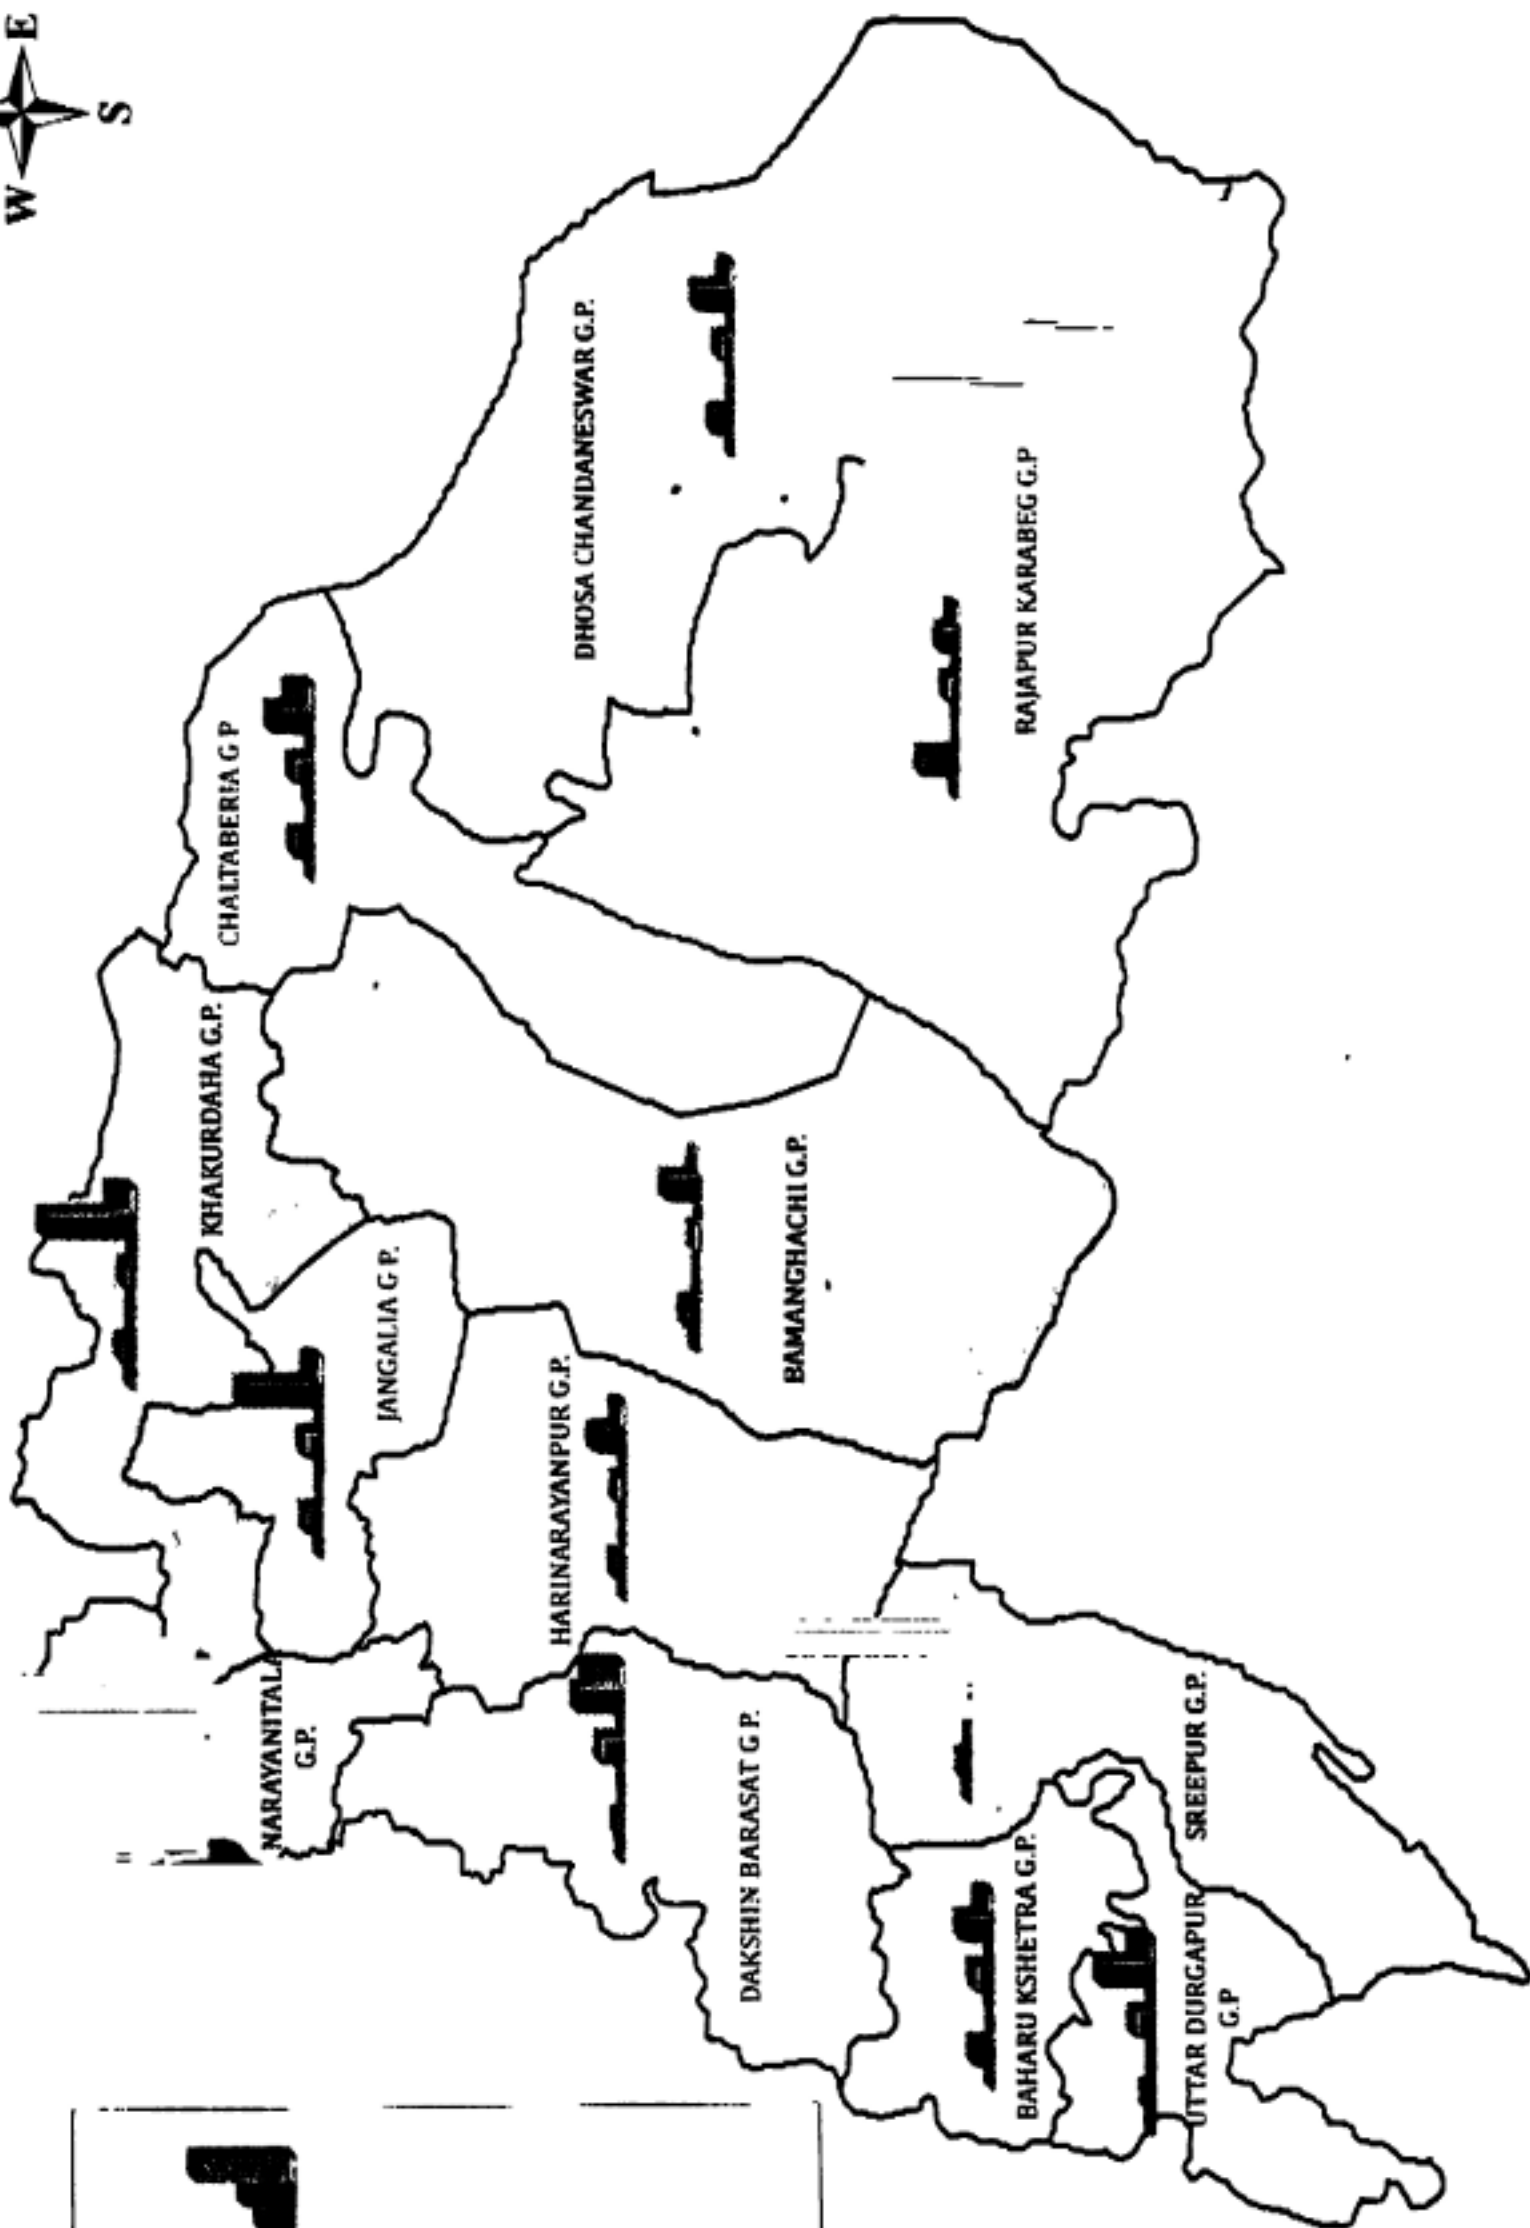 W E
S
KHAKURDAHA G.P.
CHALTABERIA G P
NARAYANITALA
G.P.
JANGALIA G P.
HARINARAYANPUR G.P.
DHOSA CHANDANESWAR G.P.
DAKSHIN BARASAT G P.
BAMANGHACHI G.P.
RAJAPUR KARABEG G.P
BAHARU KSHETRA G.P.
SREEPUR G.P.
UTTAR DURGAPUR
G.P